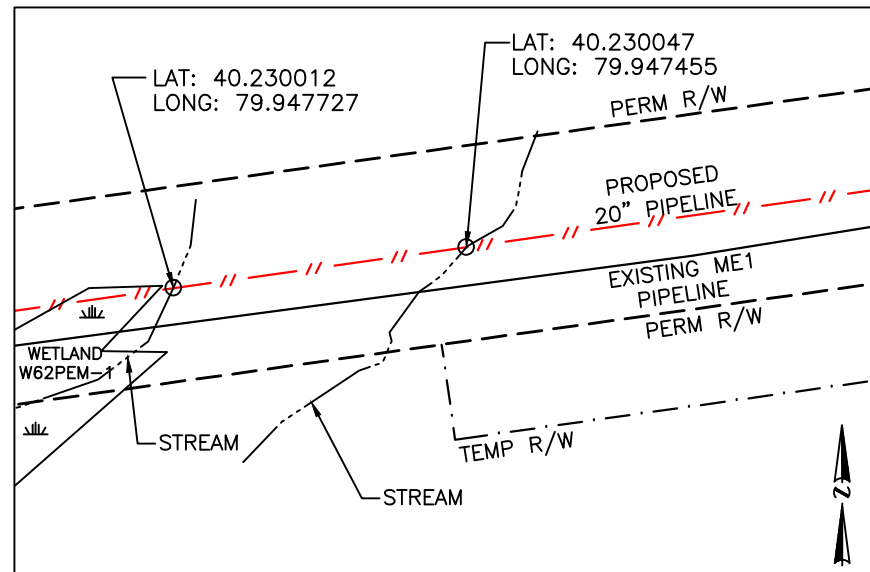 LAT: 40.230012
LONG: 79.947727
LAT: 40.230047
LONG: 79.947455
PERM R/W
PROPOSED
20" PIPELINE
EXISTING ME1
PIPELINE
PERM R/W
WETLAND
W62PEM-1
STREAM
TEMP R/W
STREAM
N